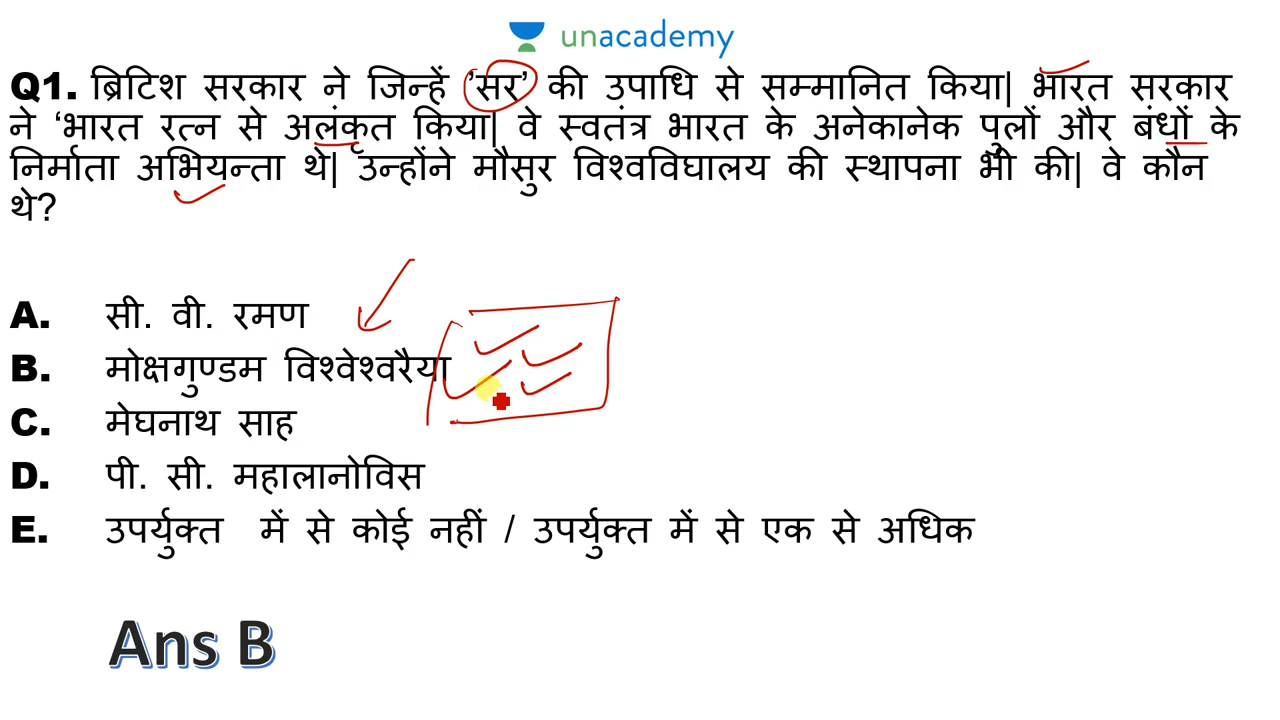 unacademy
Q1. ब्रिटिश सरकार ने जिन्हें ’सर’ की उपाधि से सम्मानित किया| भारत सरकार
ने ‘भारत रत्न से अलंकृत किया| वे स्वतंत्र भारत के अनेकानेक पुलों और बंधों के
निर्माता अभियन्ता थे| उन्होंने मौसुर विश्वविघालय की स्थापना भी की| वे कौन
थे?
A. सी. वी. रमण
B. मोक्षगुण्डम विश्वेश्वरैया
C. मेघनाथ साह
D. पी. सी. महालानोविस
E. उपर्युक्त में से कोई नहीं / उपर्युक्त में से एक से अधिक
Ans B